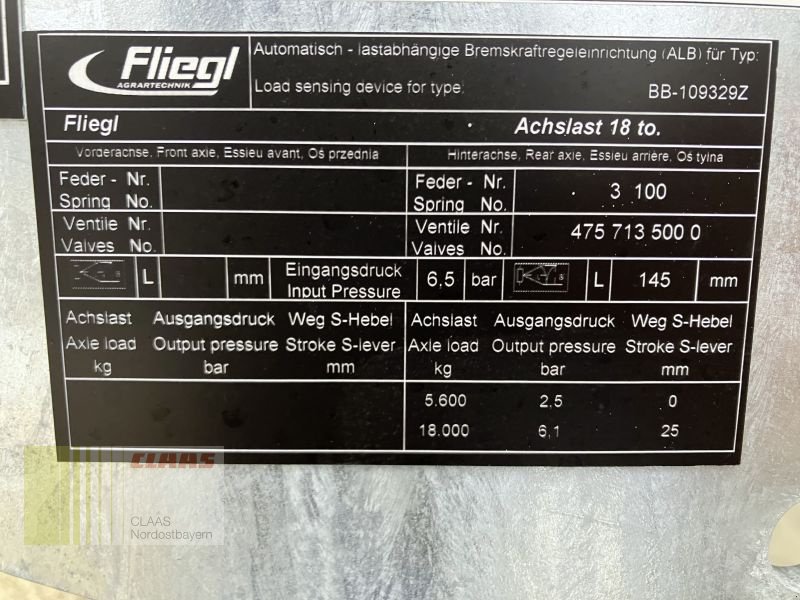 Fliegl
AGRARTECHNIK
Automatisch - lastabhängige Bremskraftregeleinrichtung (ALB) für Typ:
Load sensing device for type:
BB-109329Z
Fliegl
Achslast 18 to.
Vorderachse, Front axie, Essieu avant, Oś przednia
Hinterachse, Rear axie, Essieu arrière, Oś tylna
Feder - Nr.
Spring No.
Feder - Nr.
Spring No.
3 100
Ventile Nr.
Valves No.
Ventile Nr.
Valves No.
475 713 500 0
L mm
Eingangsdruck
Input Pressure
6,5 bar
L 145 mm
Achslast Ausgangsdruck Weg S-Hebel
Axle load Output pressure Stroke S-lever
kg bar mm
Achslast Ausgangsdruck Weg S-Hebel
Axle load Output pressure Stroke S-lever
kg bar mm
5.600 2,5 0
18.000 6,1 25
CLAAS
CLAAS
Nordostbayern